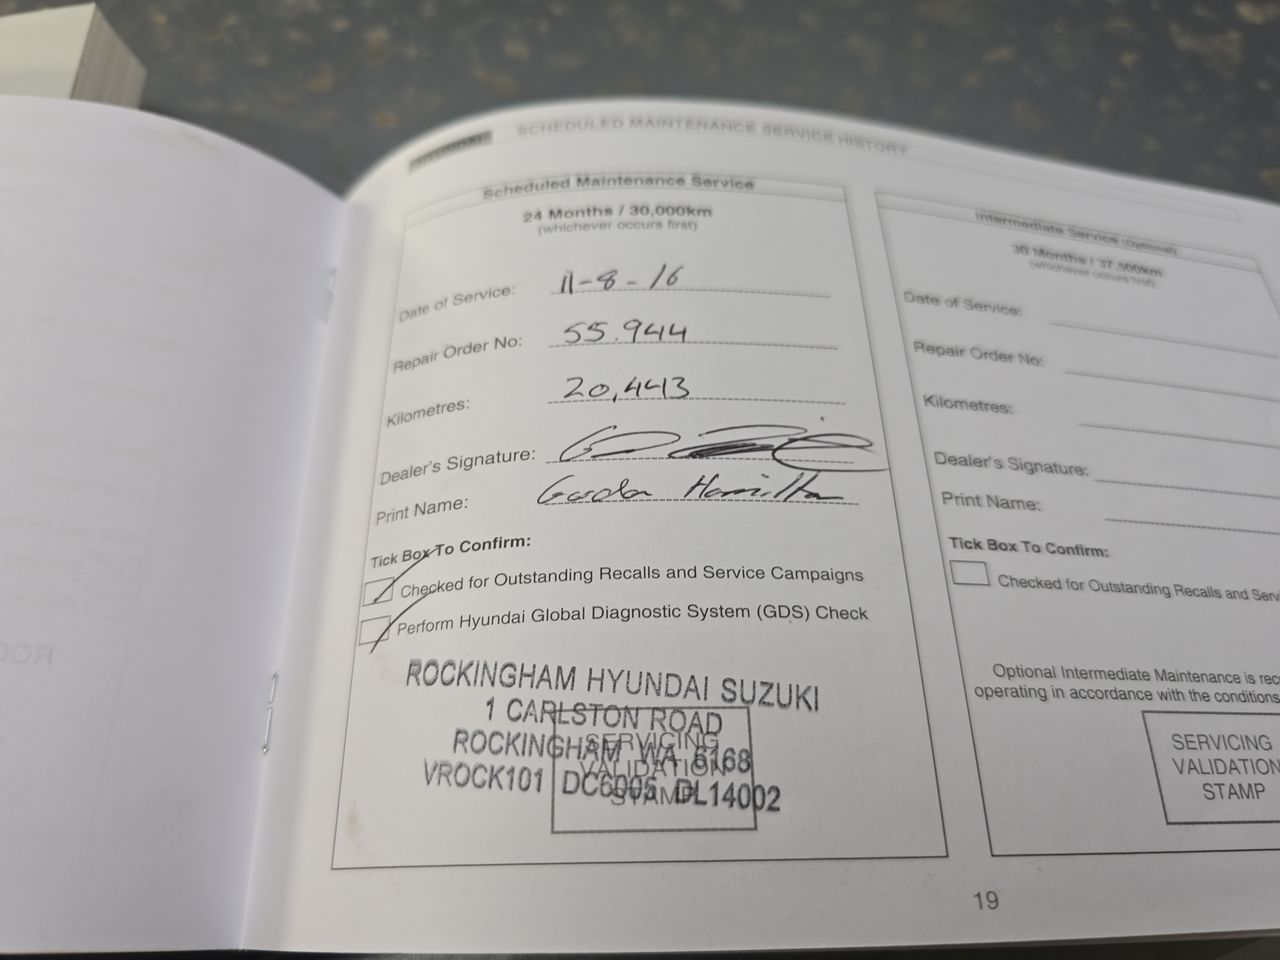 HYUNDAI SCHEDULED MAINTENANCE SERVICE HISTORY
Scheduled Maintenance Service
24 Months / 30,000km
(whichever occurs first)
Date of Service: 11-8-16
Repair Order No: 55.944
Kilometres: 20,443
Dealer's Signature:
Print Name: Gordon Hamilton
Tick Box To Confirm:
Checked for Outstanding Recalls and Service Campaigns
Perform Hyundai Global Diagnostic System (GDS) Check
ROCKINGHAM HYUNDAI SUZUKI
1 CARLSTON ROAD
ROCKINGHAM WA 6168
VROCK101 DC6005 DL14002
SERVICING
VALIDATION
STAMP
Intermediate Service (Optional)
30 Months / 37,500km
(whichever occurs first)
Date of Service:
Repair Order No:
Kilometres:
Dealer's Signature:
Print Name:
Tick Box To Confirm:
Checked for Outstanding Recalls and Servi
Optional Intermediate Maintenance is rec
operating in accordance with the conditions
SERVICING
VALIDATION
STAMP
19